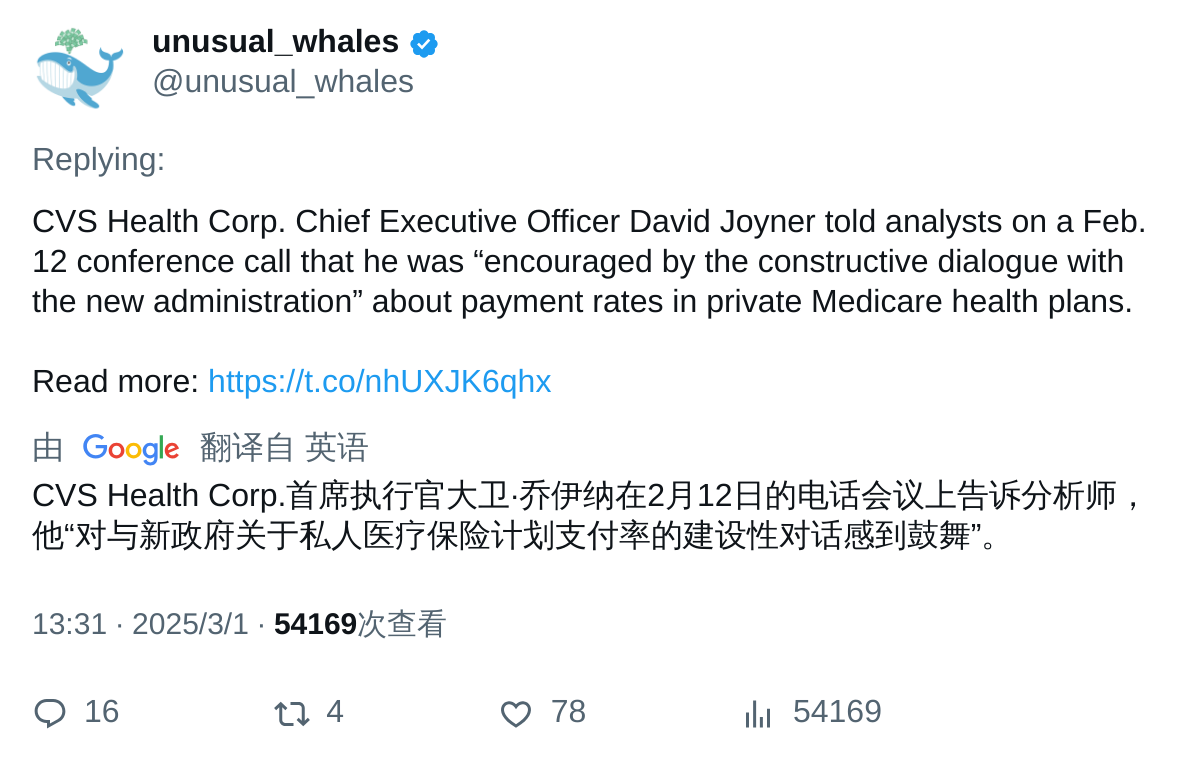 unusual_whales
@unusual_whales
Replying:
CVS Health Corp. Chief Executive Officer David Joyner told analysts on a Feb.
12 conference call that he was “encouraged by the constructive dialogue with
the new administration” about payment rates in private Medicare health plans.
Read more: https://t.co/nhUXJK6qhx
由 Google 翻译自 英语
CVS Health Corp.首席执行官大卫·乔伊纳在2月12日的电话会议上告诉分析师，
他“对与新政府关于私人医疗保险计划支付率的建设性对话感到鼓舞”。
13:31 · 2025/3/1 · 54169次查看
16 4 78 54169